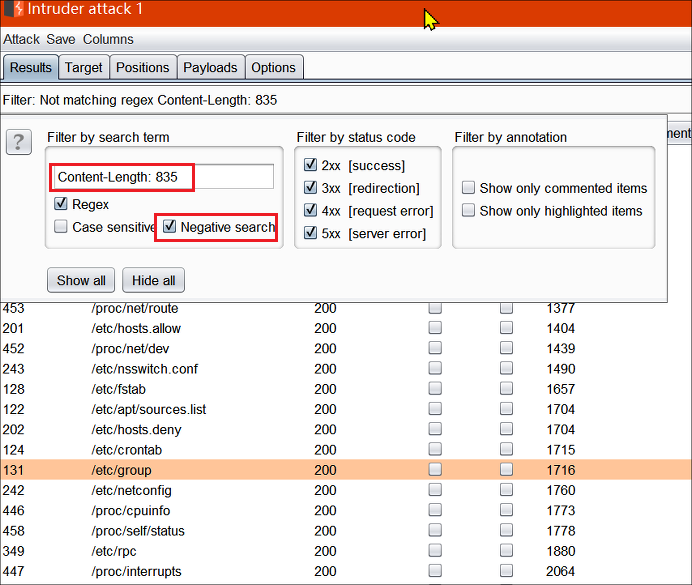 Intruder attack 1
Attack Save Columns
Results Target Positions Payloads Options
Filter: Not matching regex Content-Length: 835
ment
? Filter by search term Filter by status code Filter by annotation
Content-Length: 835 2xx [success]
3xx [redirection] Show only commented items
Regex 4xx [request error] Show only highlighted items
Case sensitive Negative search 5xx [server error]
Show all Hide all
453 /proc/net/route 200 1377
201 /etc/hosts.allow 200 1404
452 /proc/net/dev 200 1439
243 /etc/nsswitch.conf 200 1490
128 /etc/fstab 200 1657
122 /etc/apt/sources.list 200 1704
202 /etc/hosts.deny 200 1704
124 /etc/crontab 200 1715
131 /etc/group 200 1716
242 /etc/netconfig 200 1760
446 /proc/cpuinfo 200 1773
458 /proc/self/status 200 1778
349 /etc/rpc 200 1880
447 /proc/interrupts 200 2064